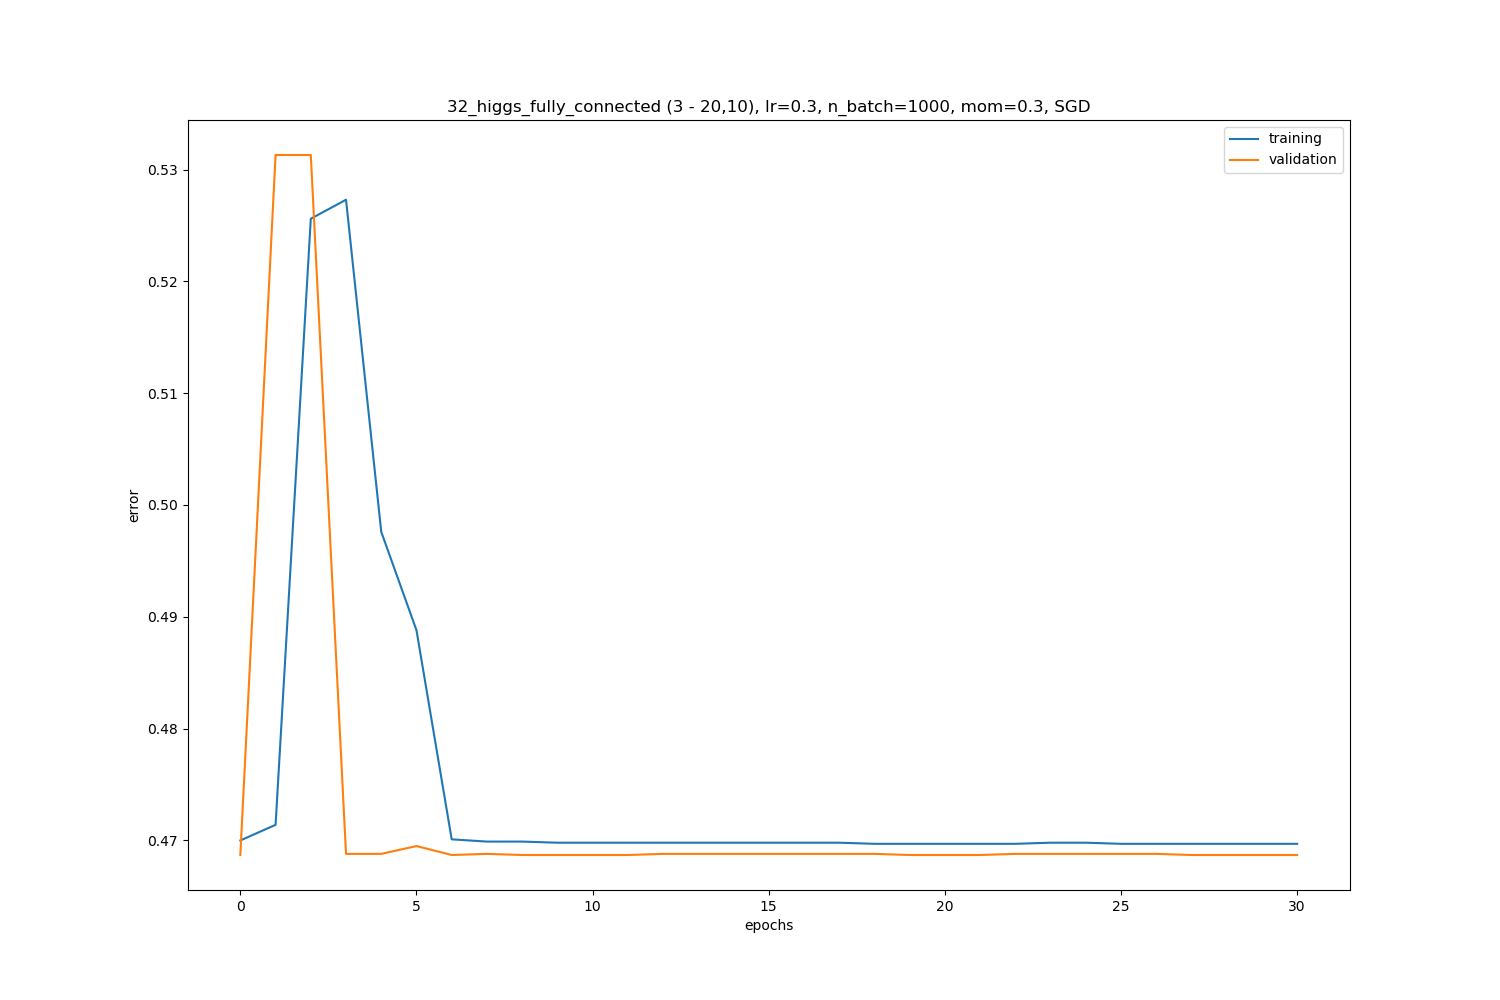 32_higgs_fully_connected (3 - 20,10), lr=0.3, n_batch=1000, mom=0.3, SGD
training
validation
0.53
0.52
0.51
0.50
0.49
0.48
0.47
error
0 5 10 15 20 25 30
epochs